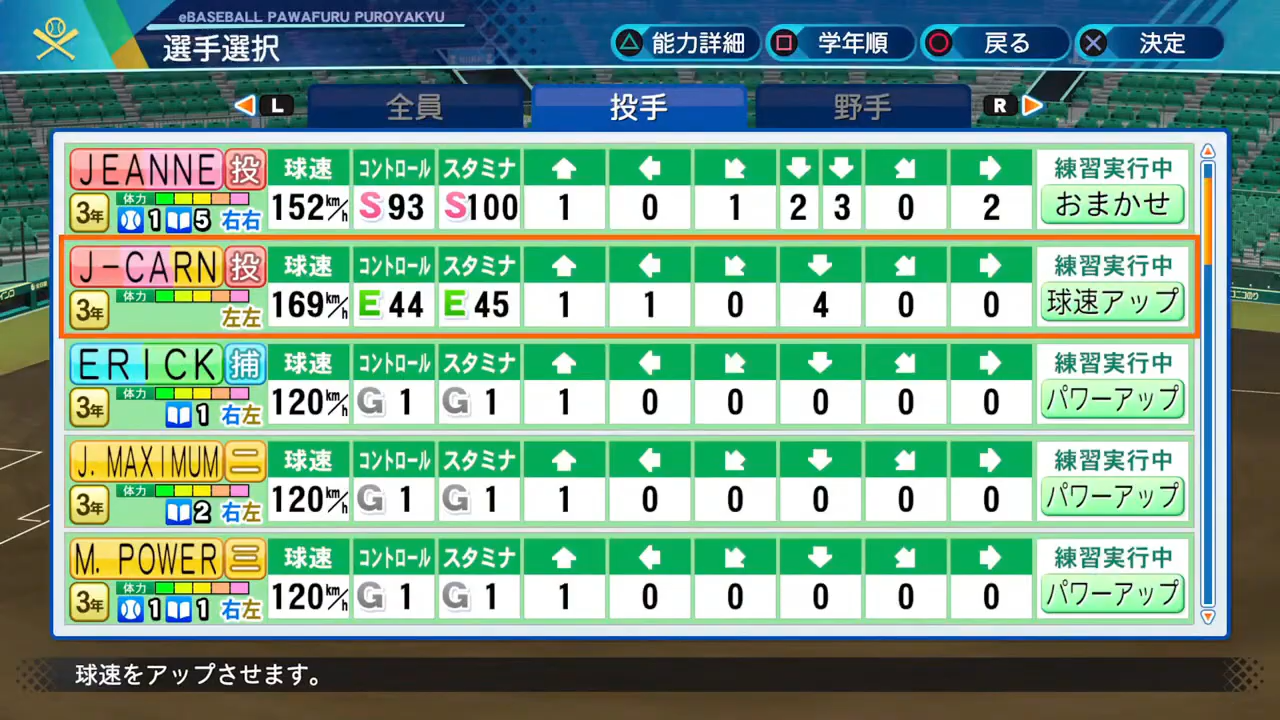 eBASEBALL PAWAFURU PUROYAKYU
選手選択
能力詳細 学年順 戻る 決定
L 全員 投手 野手 R
JEANNE 投 球速 コントロール スタミナ 練習実行中
3年 体力 1 5 右右 152km/h S 93 S100 1 0 1 2 3 0 2 おまかせ
J-CARN 投 球速 コントロール スタミナ 練習実行中
3年 体力 左左 169km/h E 44 E 45 1 1 0 4 0 0 球速アップ
ERICK 捕 球速 コントロール スタミナ 練習実行中
3年 体力 1 右左 120km/h G 1 G 1 1 0 0 0 0 0 パワーアップ
J. MAXIMUM 二 球速 コントロール スタミナ 練習実行中
3年 体力 2 右左 120km/h G 1 G 1 1 0 0 0 0 0 パワーアップ
M. POWER 三 球速 コントロール スタミナ 練習実行中
3年 体力 1 1 右左 120km/h G 1 G 1 1 0 0 0 0 0 パワーアップ
球速をアップさせます。